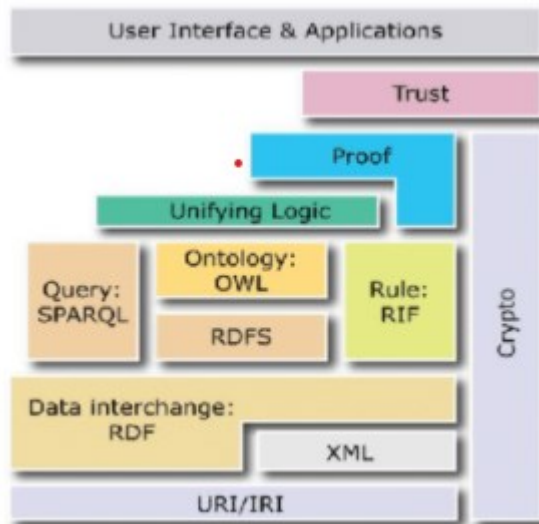 User Interface & Applications
Trust
Proof
Unifying Logic
Query:
SPARQL
Ontology:
OWL
RDFS
Rule:
RIF
Crypto
Data interchange:
RDF
XML
URI/IRI